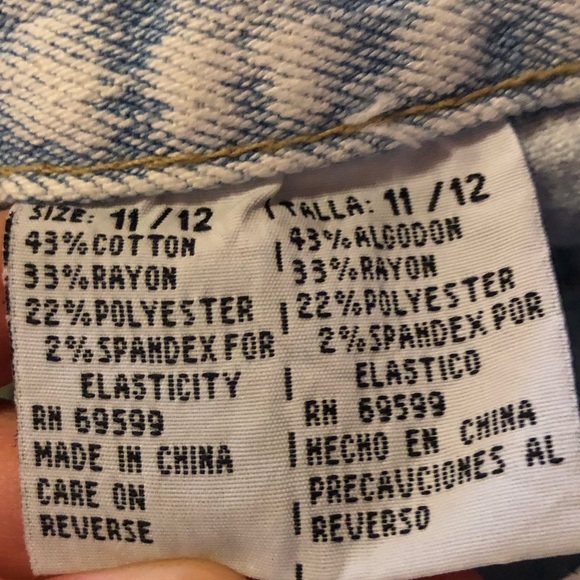 SIZE: 11/12
43%COTTON
33%RAYON
22%POLYESTER
2%SPANDEX FOR
ELASTICITY
RN 69599
MADE IN CHINA
CARE ON
REVERSE
TALLA: 11/12
43%ALGODON
33%RAYON
22%POLYESTER
2%SPANDEX POR
ELASTICO
RN 69599
HECHO EN CHINA
PRECAUCIONES AL
REVERSO